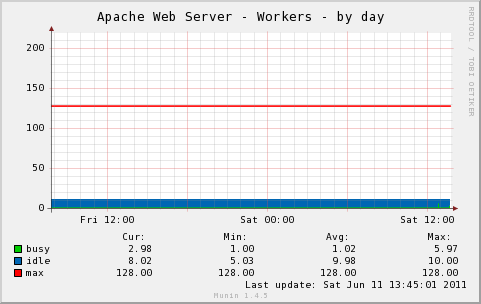 Apache Web Server - Workers - by day
RRDTOOL / TOBI OETIKER
200
150
100
50
0
Fri 12:00 Sat 00:00 Sat 12:00
Cur: Min: Avg: Max:
busy 2.98 1.00 1.02 5.97
idle 8.02 5.03 9.98 10.00
max 128.00 128.00 128.00 128.00
Last update: Sat Jun 11 13:45:01 2011
Munin 1.4.5